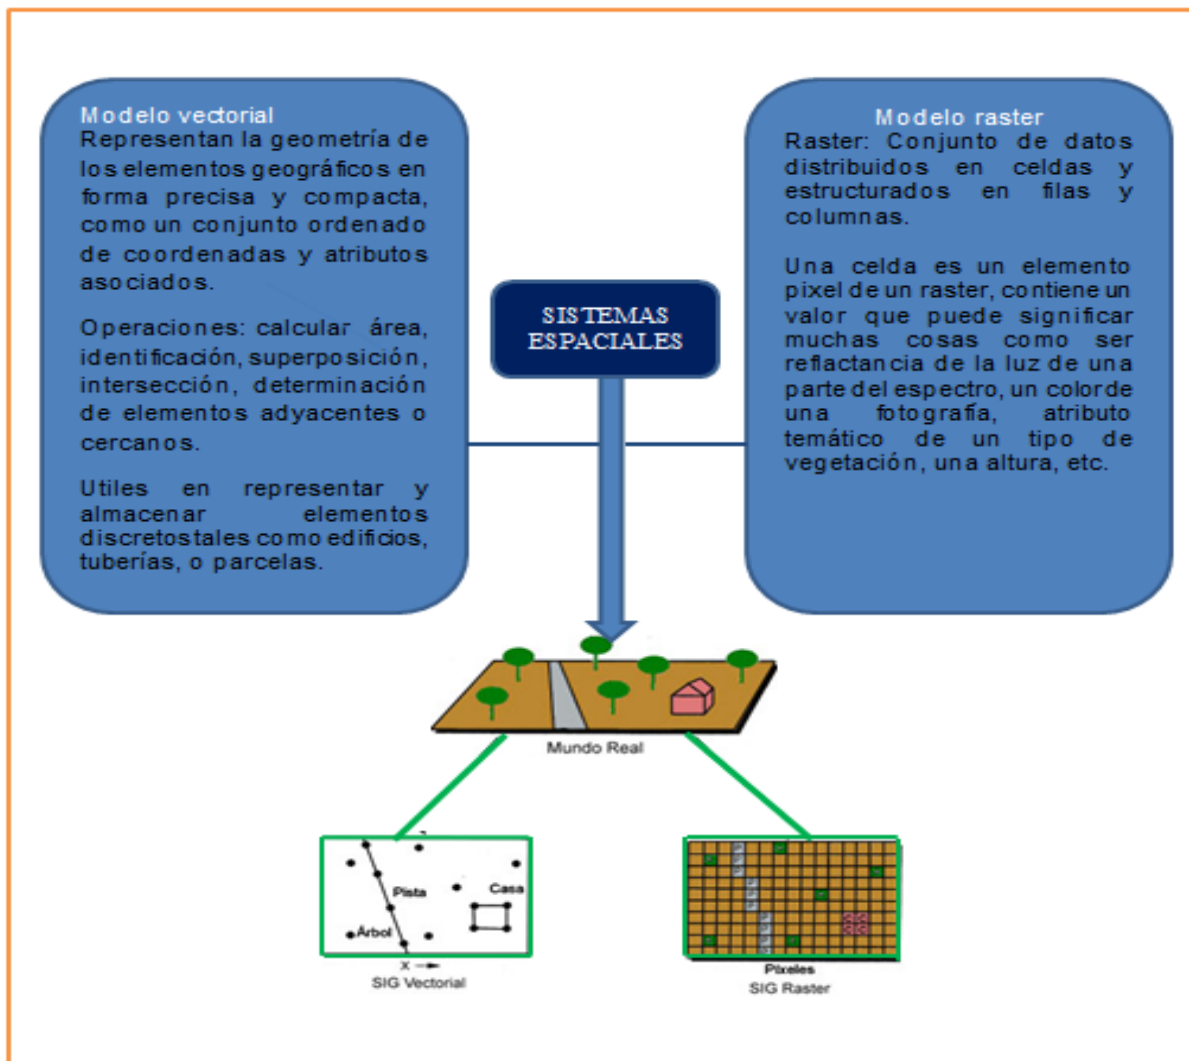 Modelo vectorial
Representan la geometría de
los elementos geográficos en
forma precisa y compacta,
como un conjunto ordenado
de coordenadas y atributos
asociados.
Operaciones: calcular área,
identificación, superposición,
intersección, determinación
de elementos adyacentes o
cercanos.
Utiles en representar y
almacenar elementos
discretostales como edificios,
tuberías, o parcelas.
SISTEMAS
ESPACIALES
Modelo raster
Raster: Conjunto de datos
distribuidos en celdas y
estructurados en filas y
columnas.
Una celda es un elemento
pixel de un raster, contiene un
valor que puede significar
muchas cosas como ser
reflactancia de la luz de una
parte del espectro, un colorde
una fotografía, atributo
temático de un tipo de
vegetación, una altura, etc.
Mundo Real
Pista
Casa
Árbol
X
SIG Vectorial
Pixeles
SIG Raster